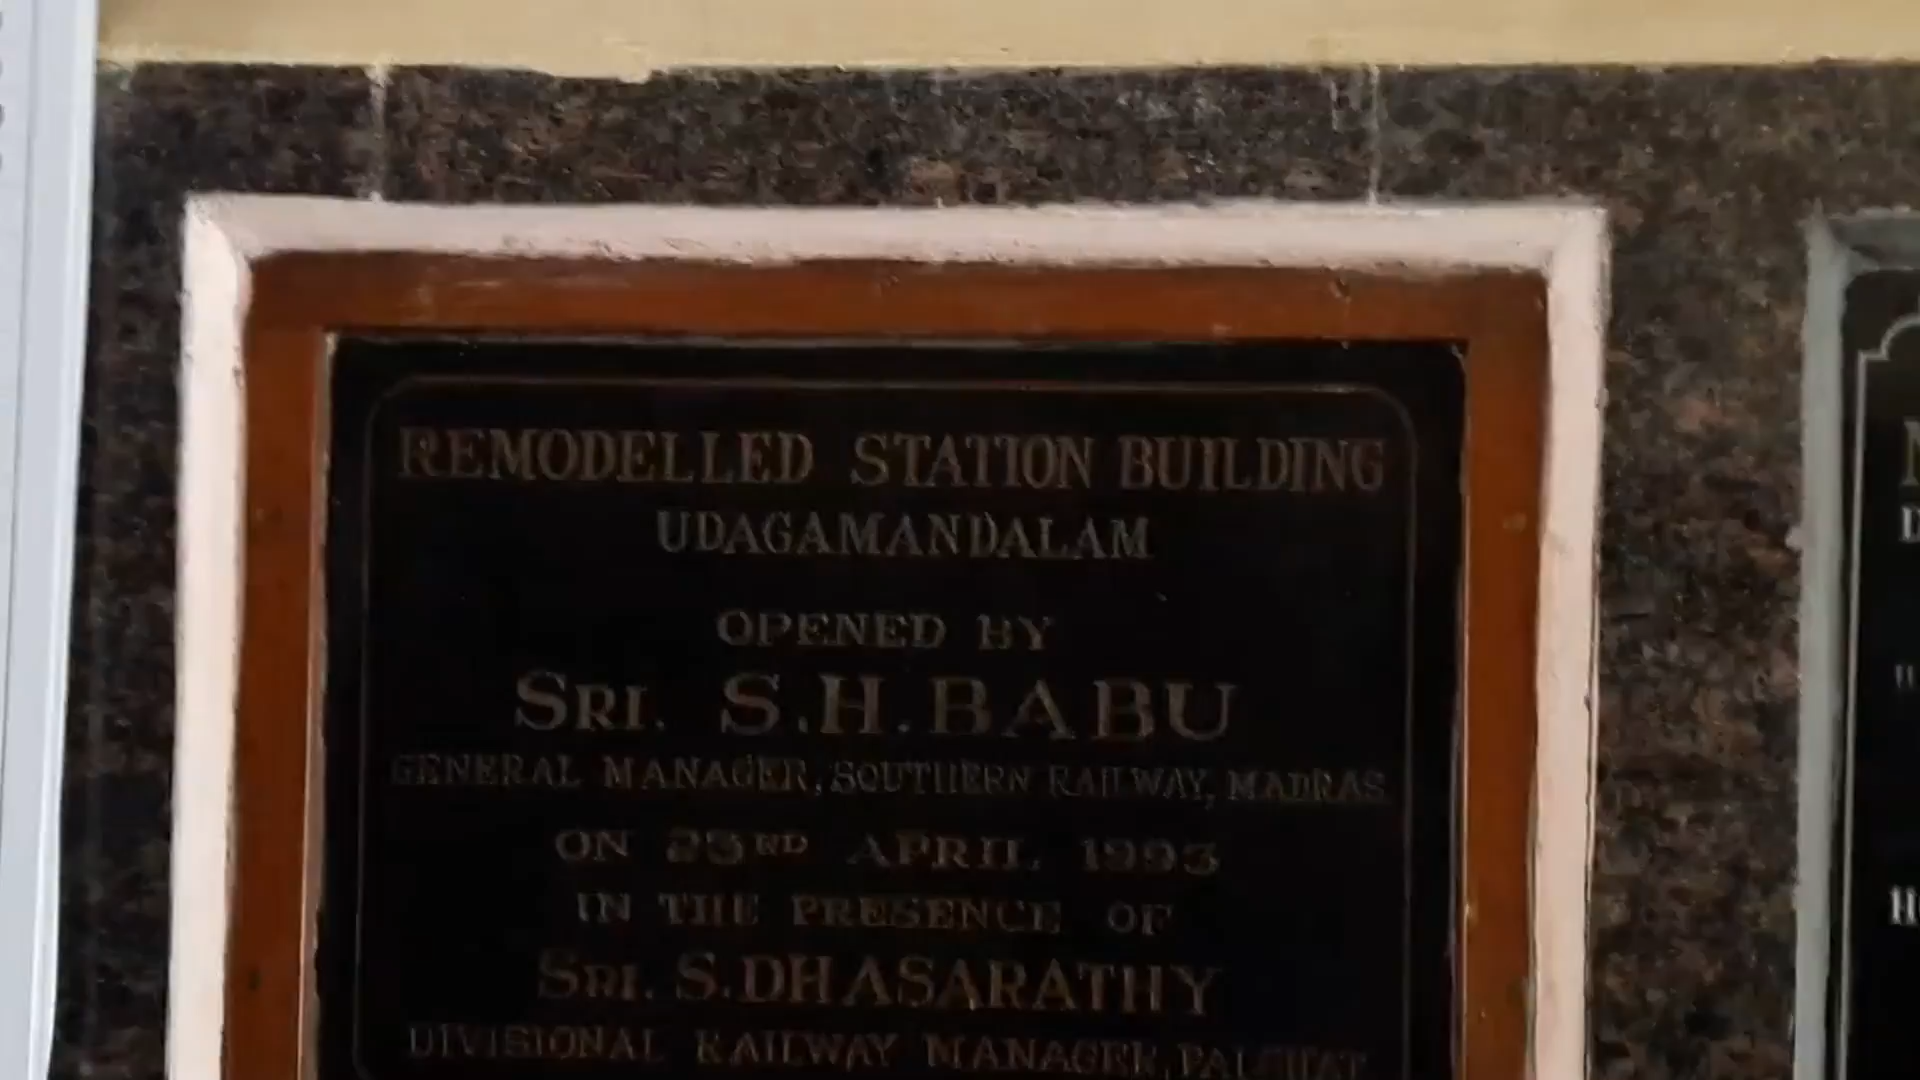 REMODELLED STATION BUILDING
UDAGAMANDALAM
OPENED BY
SRI. S.H.BABU
GENERAL MANAGER, SOUTHERN RAILWAY, MADRAS
ON 23RD APRIL 1993
IN THE PRESENCE OF
SRI. S.DHASARATHY
DIVISIONAL RAILWAY MANAGER, PALGHAT